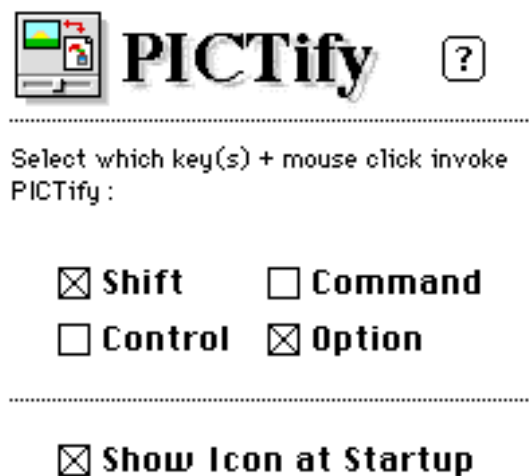 PICTify ?
Select which key(s) + mouse click invoke
PICTify :
Shift Command
Control Option
Show Icon at Startup